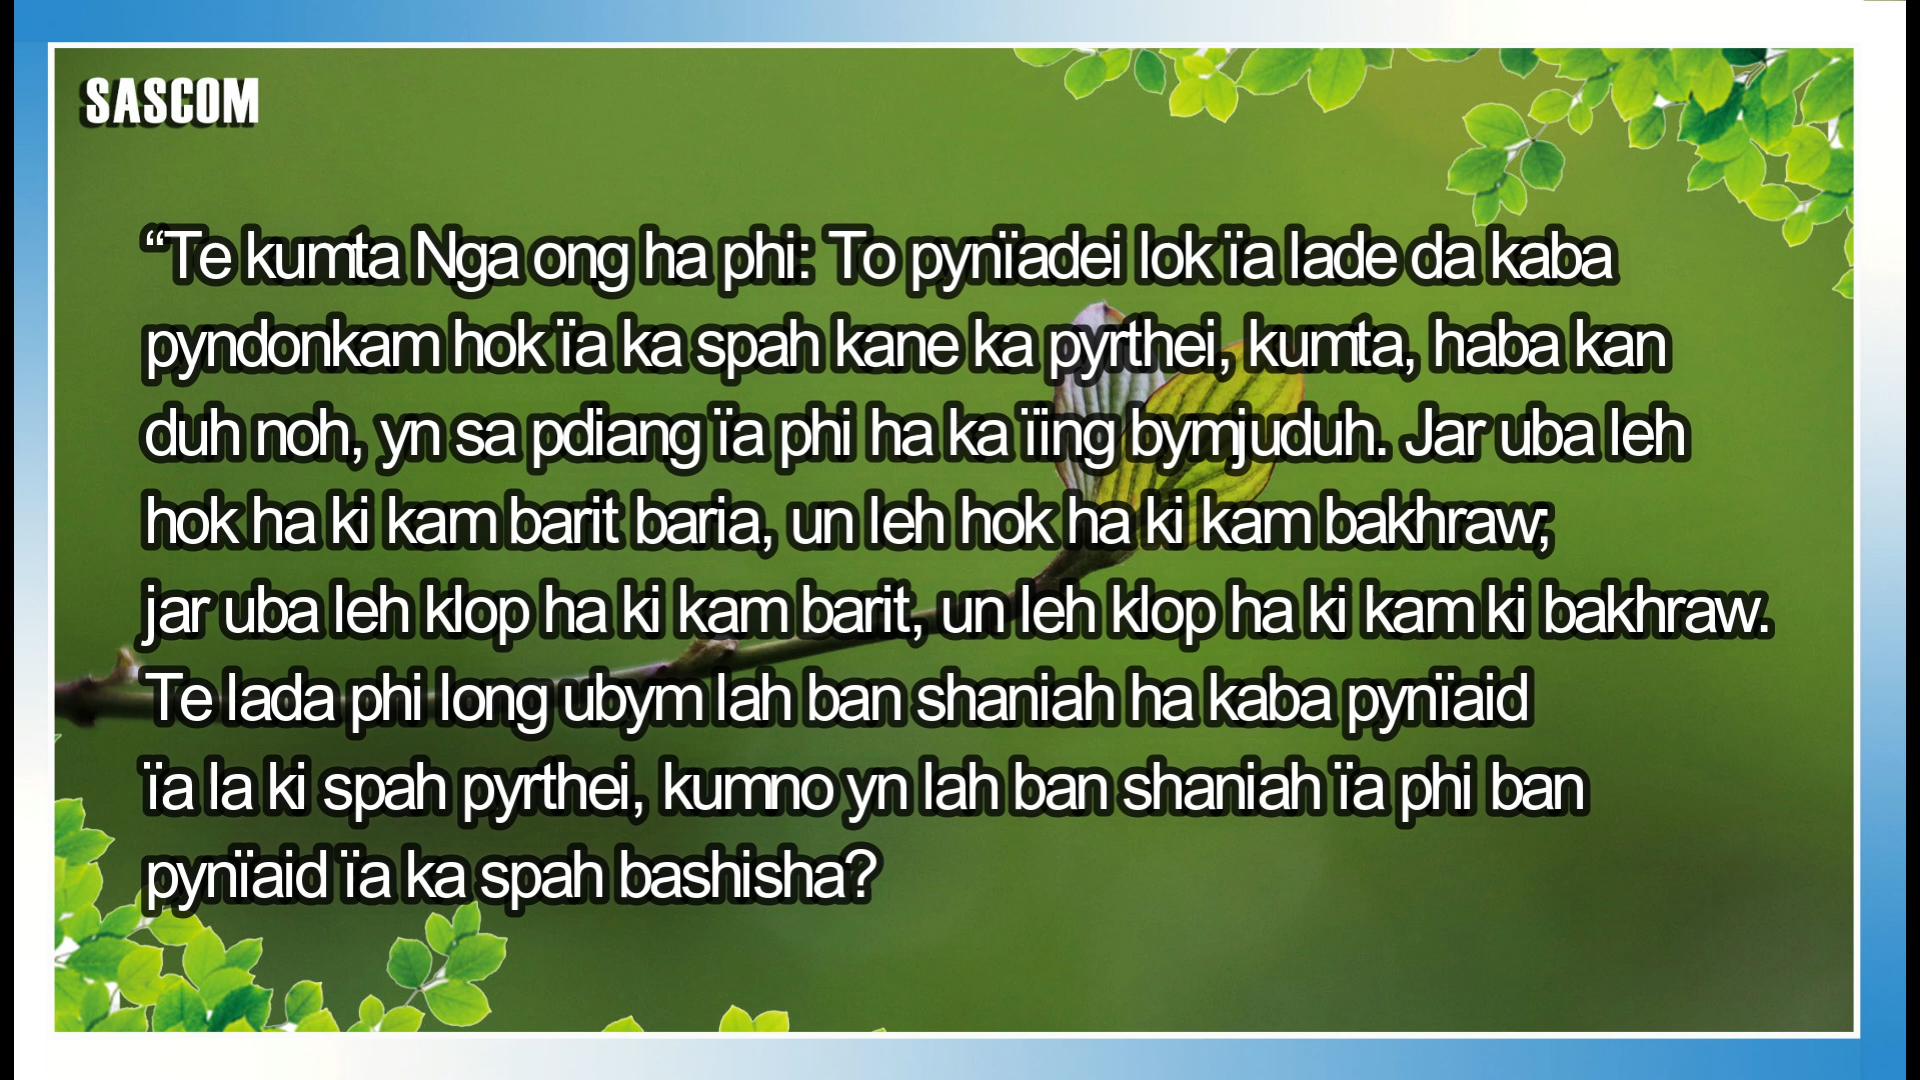 SASCOM
“Te kumta Nga ong ha phi: To pynïadei lok ïa lade da kaba
pyndonkam hok ïa ka spah kane ka pyrthei, kumta, haba kan
duh noh, yn sa pdiang ïa phi ha ka ïing bymjuduh. Jar uba leh
hok ha ki kam barit baria, un leh hok ha ki kam bakhraw;
jar uba leh klop ha ki kam barit, un leh klop ha ki kam ki bakhraw.
Te lada phi long ubym lah ban shaniah ha kaba pynïaid
ïa la ki spah pyrthei, kumno yn lah ban shaniah ïa phi ban
pynïaid ïa ka spah bashisha?